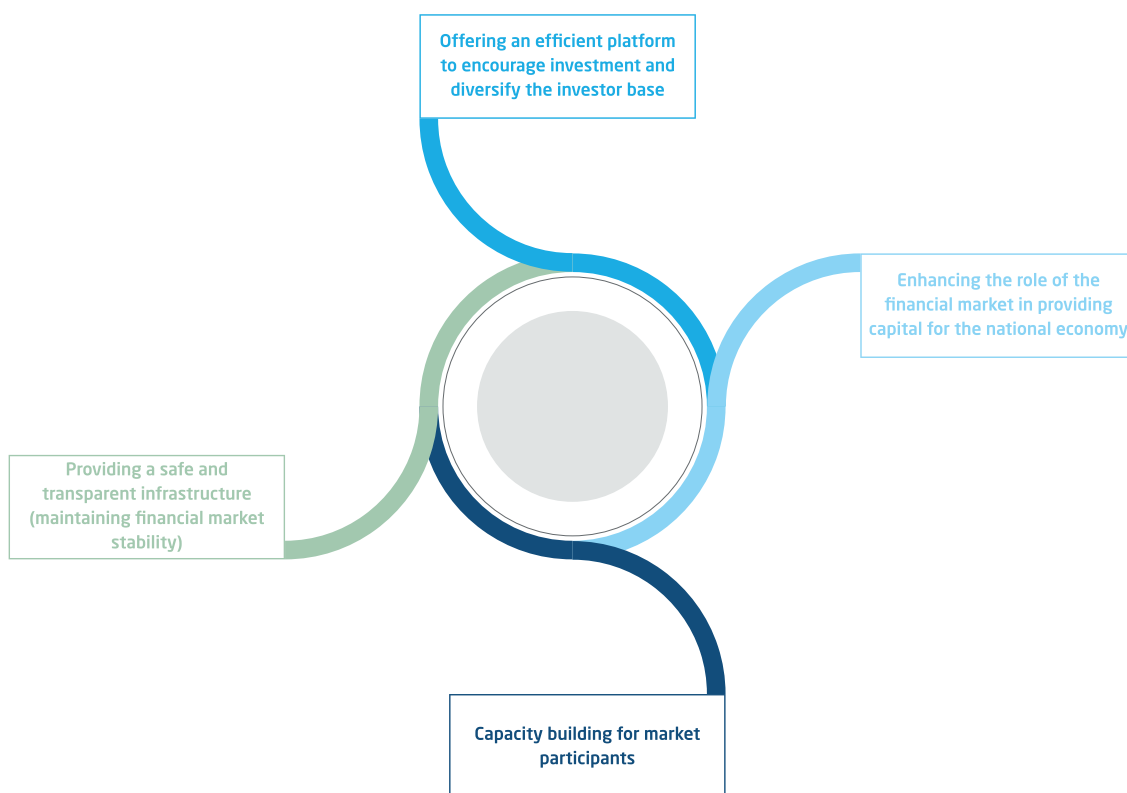 Offering an efficient platform
to encourage investment and
diversify the investor base
Enhancing the role of the
financial market in providing
capital for the national economy
Providing a safe and
transparent infrastructure
(maintaining financial market
stability)
Capacity building for market
participants